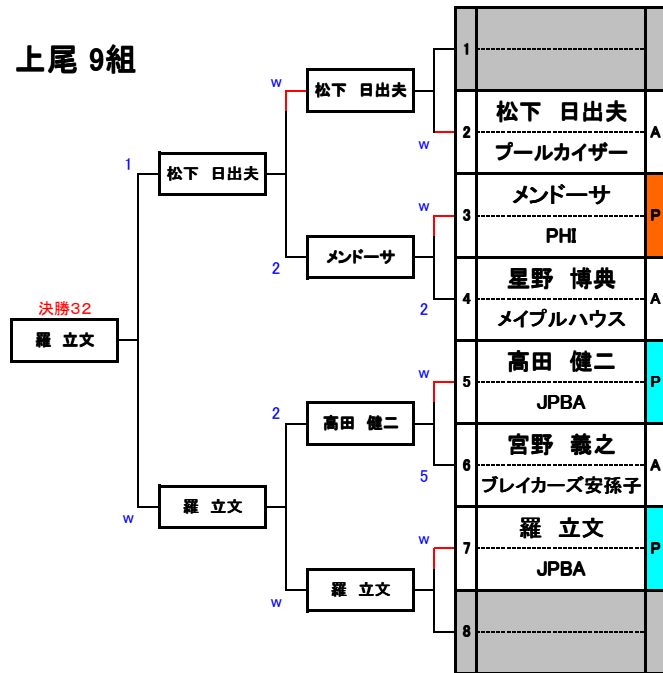 上尾 9組
1
松下 日出夫
2
A
プールカイザー
メンドーサ
3
P
PHI
星野 博典
4
A
メイプルハウス
高田 健二
5
P
JPBA
宮野 義之
6
A
ブレイカーズ安孫子
羅 立文
7
P
JPBA
8
w
松下 日出夫
w
w
メンドーサ
2
2
w
高田 健二
2
5
w
羅 立文
w
1
松下 日出夫
羅 立文
w
決勝32
羅 立文